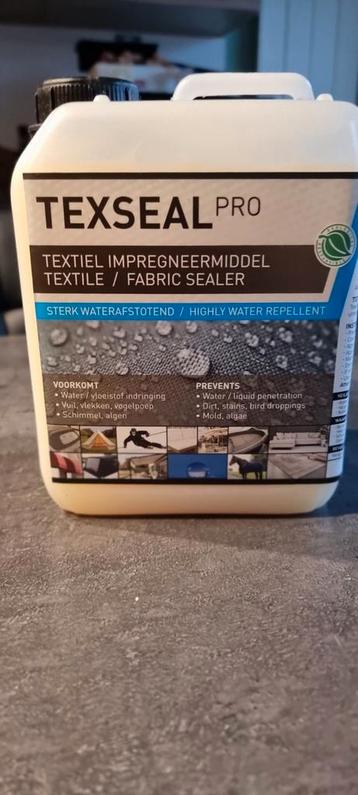 TEXSEAL PRO
TEXTIEL IMPREGNEERMIDDEL
TEXTILE / FABRIC SEALER
STERK WATERAFSTOTEND / HIGHLY WATER REPELLENT
VOORKOMT
• Water / vloeistof indringing
• Vuil, vlekken, vogelpoep
• Schimmel, algen
PREVENTS
• Water / liquid penetration
• Dirt, stains, bird droppings
• Mold, algae